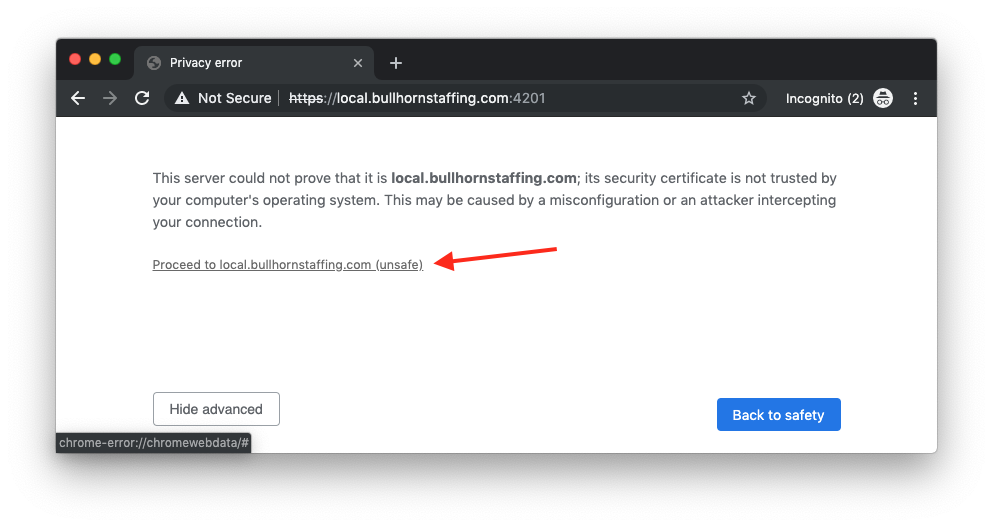 Privacy error
Not Secure https://local.bullhornstaffing.com:4201 Incognito (2)
This server could not prove that it is local.bullhornstaffing.com; its security certificate is not trusted by
your computer's operating system. This may be caused by a misconfiguration or an attacker intercepting
your connection.
Proceed to local.bullhornstaffing.com (unsafe)
Hide advanced
Back to safety
chrome-error://chromewebdata/#